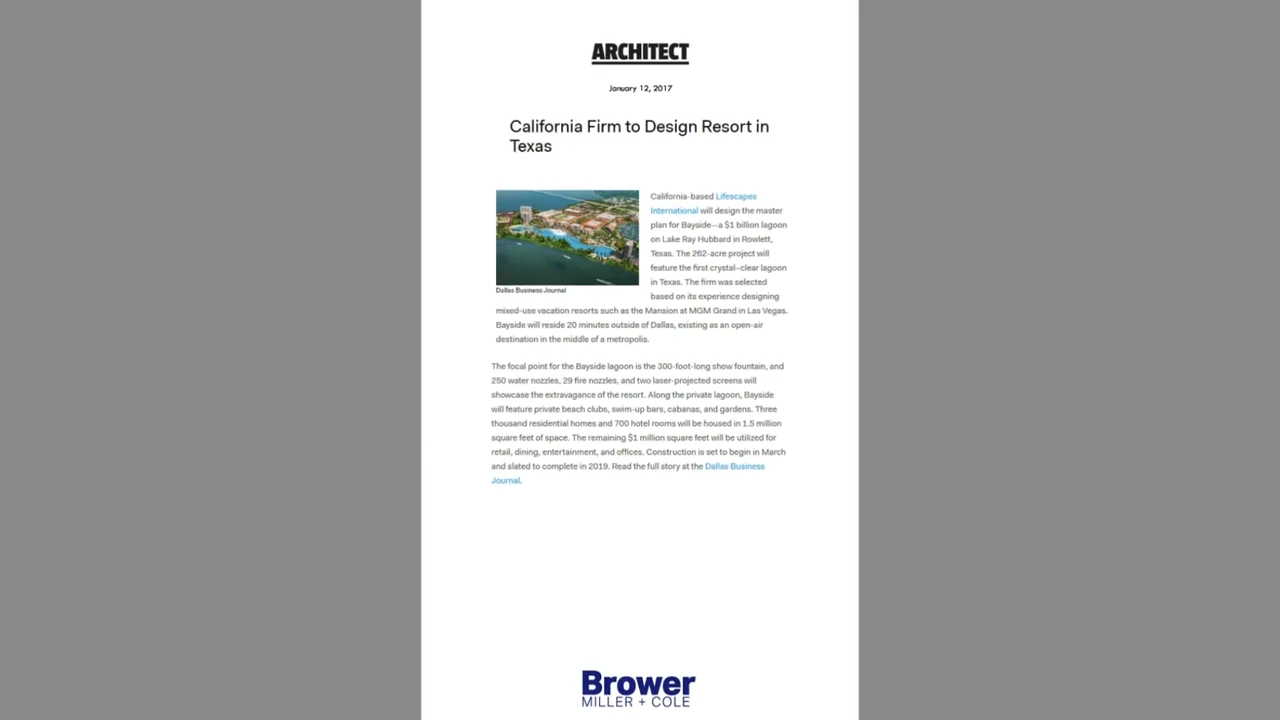 ARCHITECT
January 12, 2017
California Firm to Design Resort in
Texas
California-based Lifescapes
International will design the master
plan for Bayside—a $1 billion lagoon
on Lake Ray Hubbard in Rowlett,
Texas. The 262-acre project will
feature the first crystal-clear lagoon
in Texas. The firm was selected
based on its experience designing
Dallas Business Journal
mixed-use vacation resorts such as the Mansion at MGM Grand in Las Vegas.
Bayside will reside 20 minutes outside of Dallas, existing as an open-air
destination in the middle of a metropolis.
The focal point for the Bayside lagoon is the 300-foot-long show fountain, and
250 water nozzles, 29 fire nozzles, and two laser-projected screens will
showcase the extravagance of the resort. Along the private lagoon, Bayside
will feature private beach clubs, swim-up bars, cabanas, and gardens. Three
thousand residential homes and 700 hotel rooms will be housed in 1.5 million
square feet of space. The remaining $1 million square feet will be utilized for
retail, dining, entertainment, and offices. Construction is set to begin in March
and slated to complete in 2019. Read the full story at the Dallas Business
Journal.
Brower
MILLER + COLE